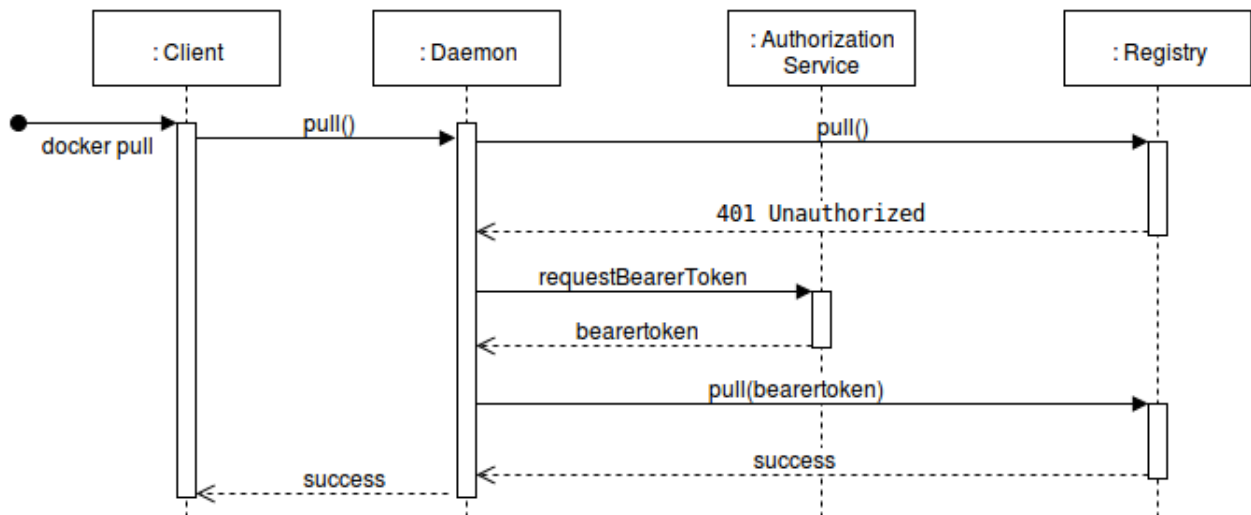 : Client
: Daemon
: Authorization
Service
: Registry
docker pull
pull()
pull()
401 Unauthorized
requestBearerToken
bearertoken
pull(bearertoken)
success
success